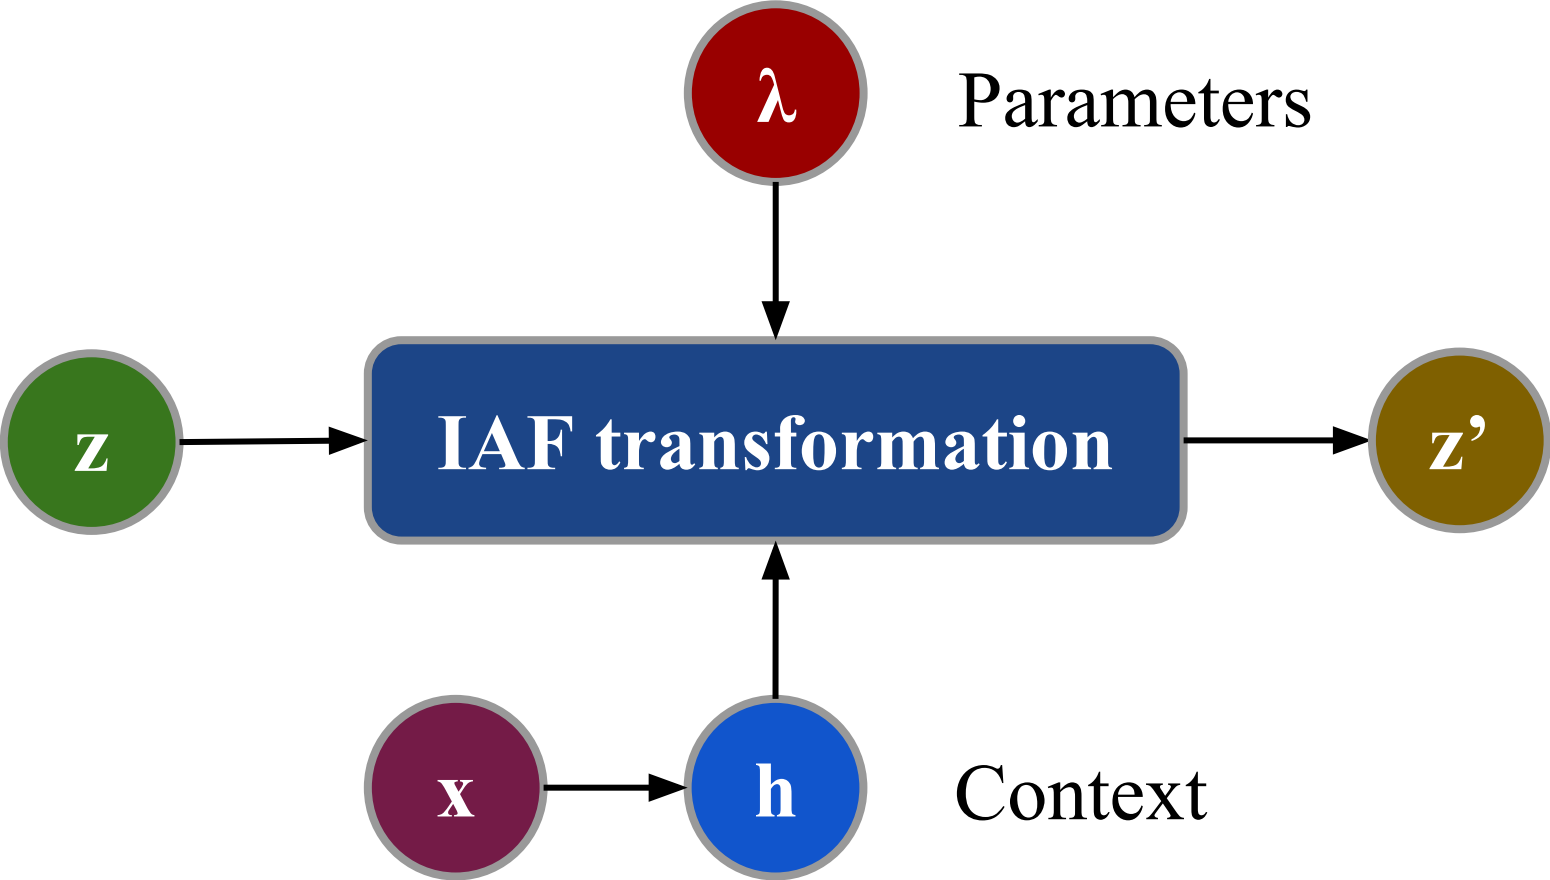 λ
Parameters
z
IAF transformation
z’
x
h
Context